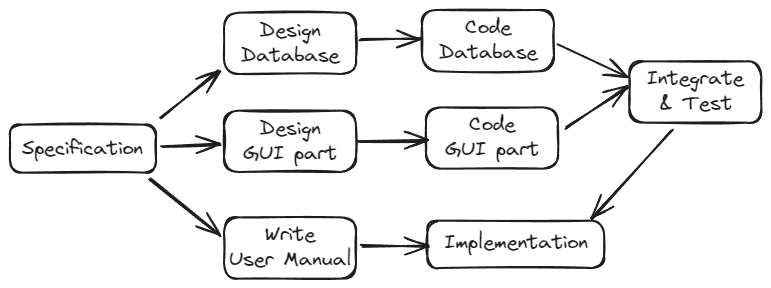 Design
Database
Code
Database
Integrate
& Test
Specification
Design
GUI part
Code
GUI part
Write
User Manual
Implementation